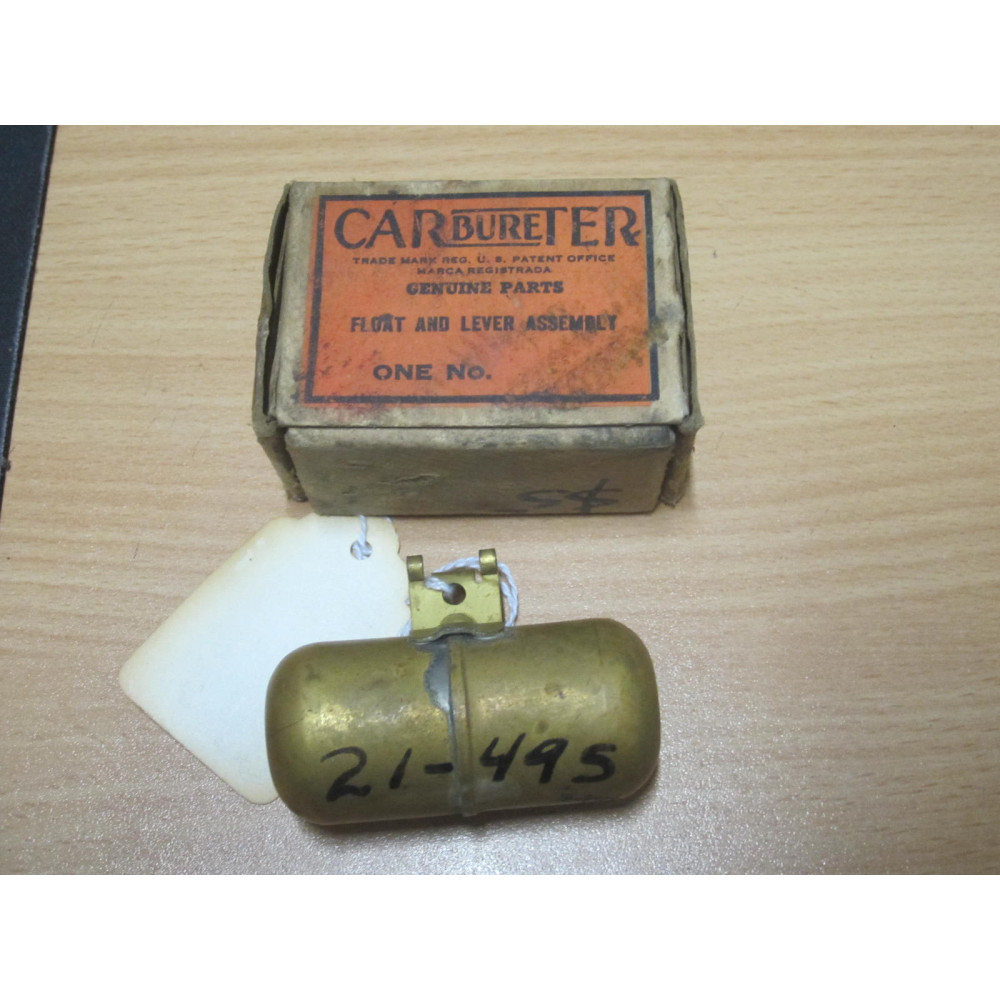 CARBURETER
TRADE MARK REG. U. S. PATENT OFFICE
MARCA REGISTRADA
GENUINE PARTS
FLOAT AND LEVER ASSEMBLY
ONE No.
21-495